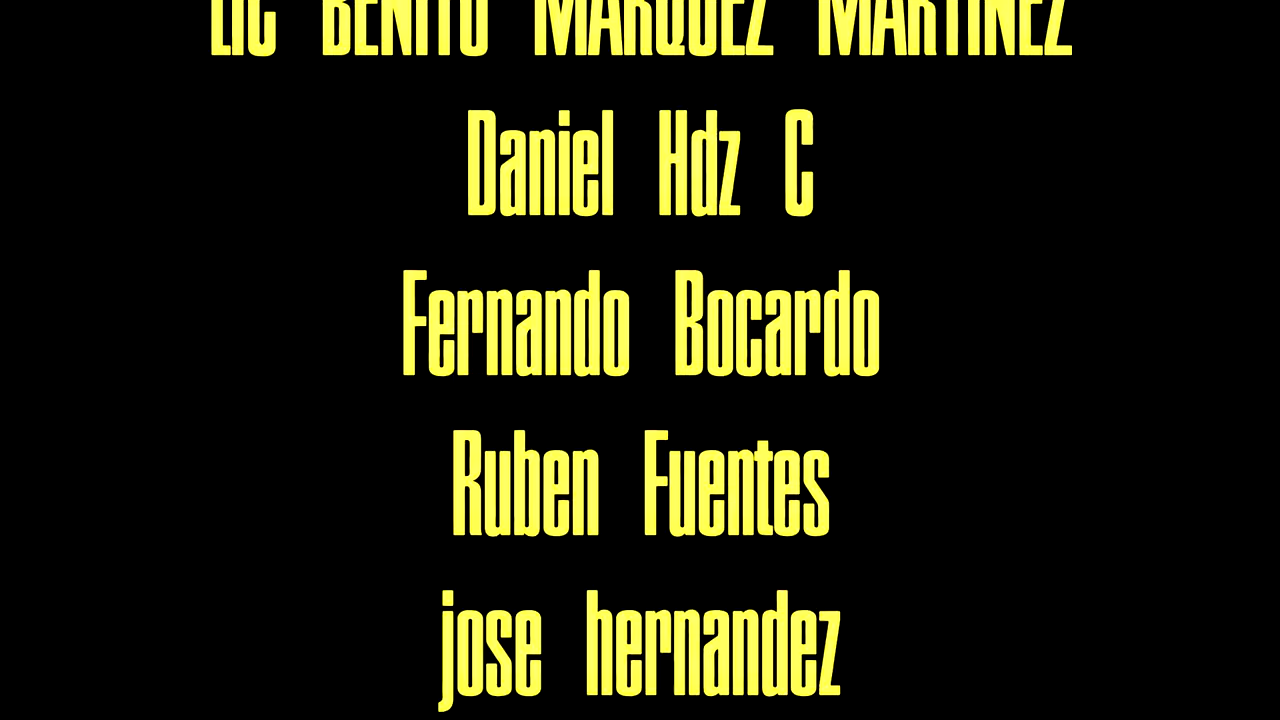 LIC BENITO MARQUEZ MARTINEZ
Daniel Hdz C
Fernando Bocardo
Ruben Fuentes
jose hernandez